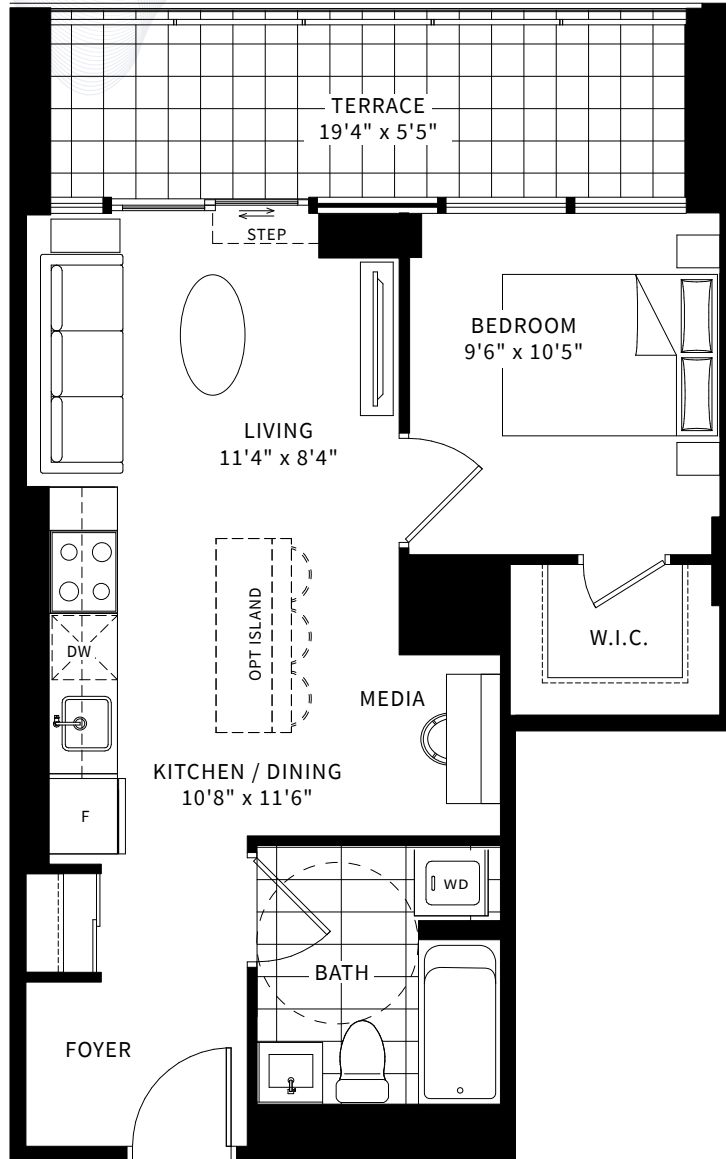 TERRACE
19'4" x 5'5"
STEP
BEDROOM
9'6" x 10'5"
LIVING
11'4" x 8'4"
OPT ISLAND
DW
W.I.C.
MEDIA
KITCHEN / DINING
10'8" x 11'6"
F
WD
BATH
FOYER